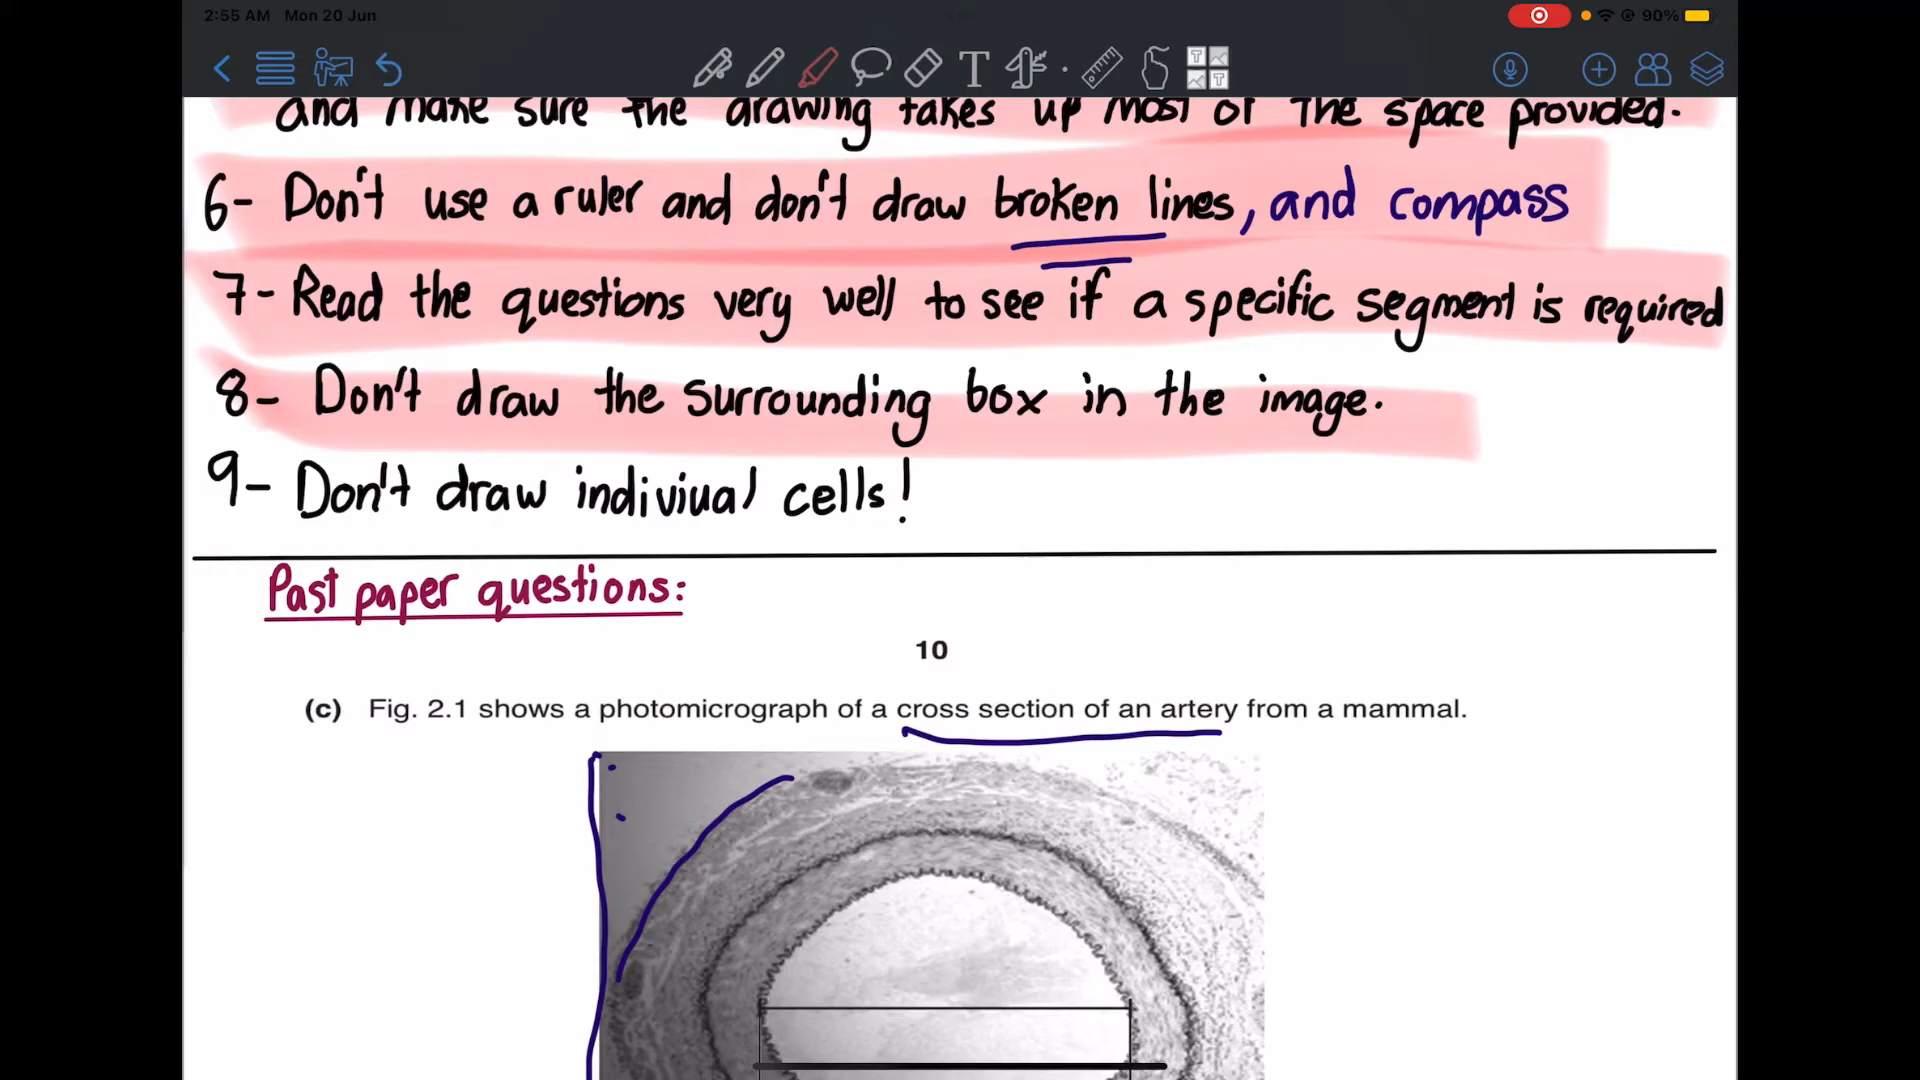 2:55 AM Mon 20 Jun
90%
T
and make sure the drawing takes up most of the space provided.
6- Don't use a ruler and don't draw broken lines, and compass
7- Read the questions very well to see if a specific segment is required
8- Don't draw the surrounding box in the image.
9- Don't draw indiviual cells!
Past paper questions:
10
(c) Fig. 2.1 shows a photomicrograph of a cross section of an artery from a mammal.